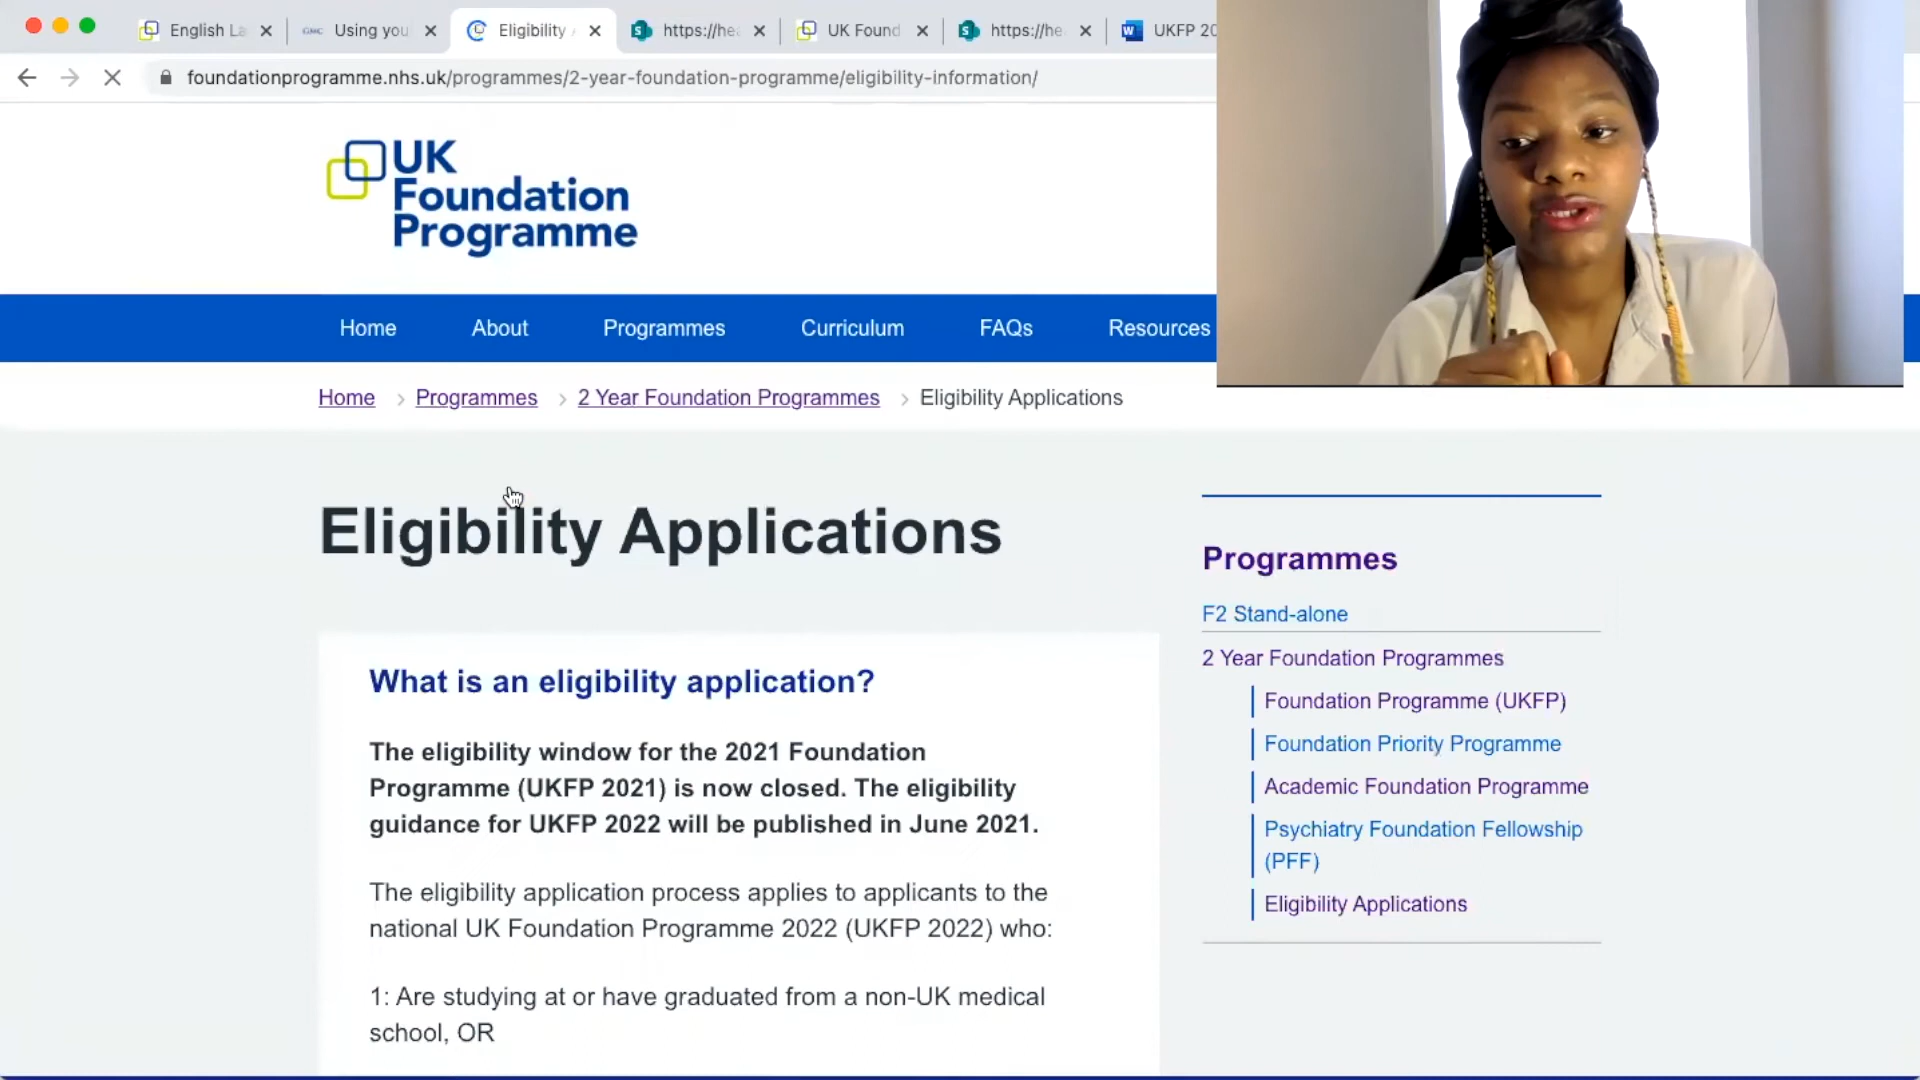 English La
GMC Using you
Eligibility A
https://hea
UK Found
https://he
UKFP 20
foundationprogramme.nhs.uk/programmes/2-year-foundation-programme/eligibility-information/
UK
Foundation
Programme
Home About Programmes Curriculum FAQs Resources
Home > Programmes > 2 Year Foundation Programmes > Eligibility Applications
Eligibility Applications
What is an eligibility application?
The eligibility window for the 2021 Foundation
Programme (UKFP 2021) is now closed. The eligibility
guidance for UKFP 2022 will be published in June 2021.
The eligibility application process applies to applicants to the
national UK Foundation Programme 2022 (UKFP 2022) who:
1: Are studying at or have graduated from a non-UK medical
school, OR
Programmes
F2 Stand-alone
2 Year Foundation Programmes
Foundation Programme (UKFP)
Foundation Priority Programme
Academic Foundation Programme
Psychiatry Foundation Fellowship
(PFF)
Eligibility Applications